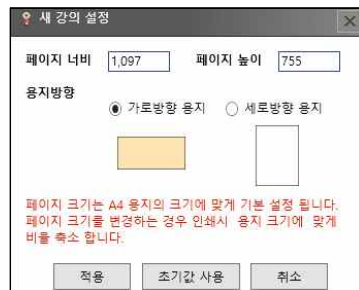 새 강의 설정
페이지 너비 1,097 페이지 높이 755
용지방향
가로방향 용지 세로방향 용지
페이지 크기는 A4 용지의 크기에 맞게 기본 설정 됩니다.
페이지 크기를 변경하는 경우 인쇄시 용지 크기에 맞게
비율 축소 합니다.
적용 초기값 사용 취소